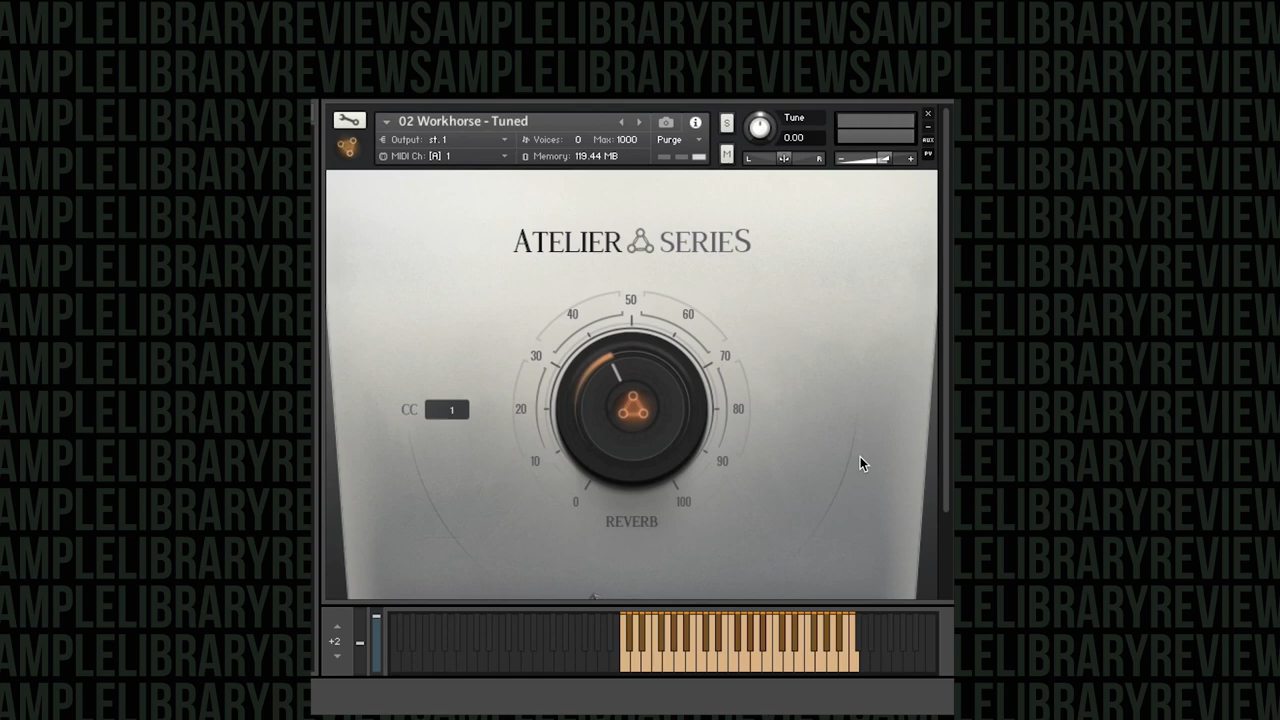 AMPLELIBRARYREVIEWSAMPLELIBRARYREVIEWSAMPLELIBRARYREVIEW
AMPLELIBRARYREVIEWSAMPLELIBRARYREVIEWSAMPLELIBRARYREVIEW
02 Workhorse - Tuned
Output: st. 1
Voices: 0 Max: 1000
Purge
MIDI Ch: [A] 1
Memory: 119.44 MB
S
M
Tune
0.00
L R
- +
×
-
AUX
PV
ATELIER SERIES
50
40 60
30 70
CC 1
20 80
10 90
0 100
REVERB
+2